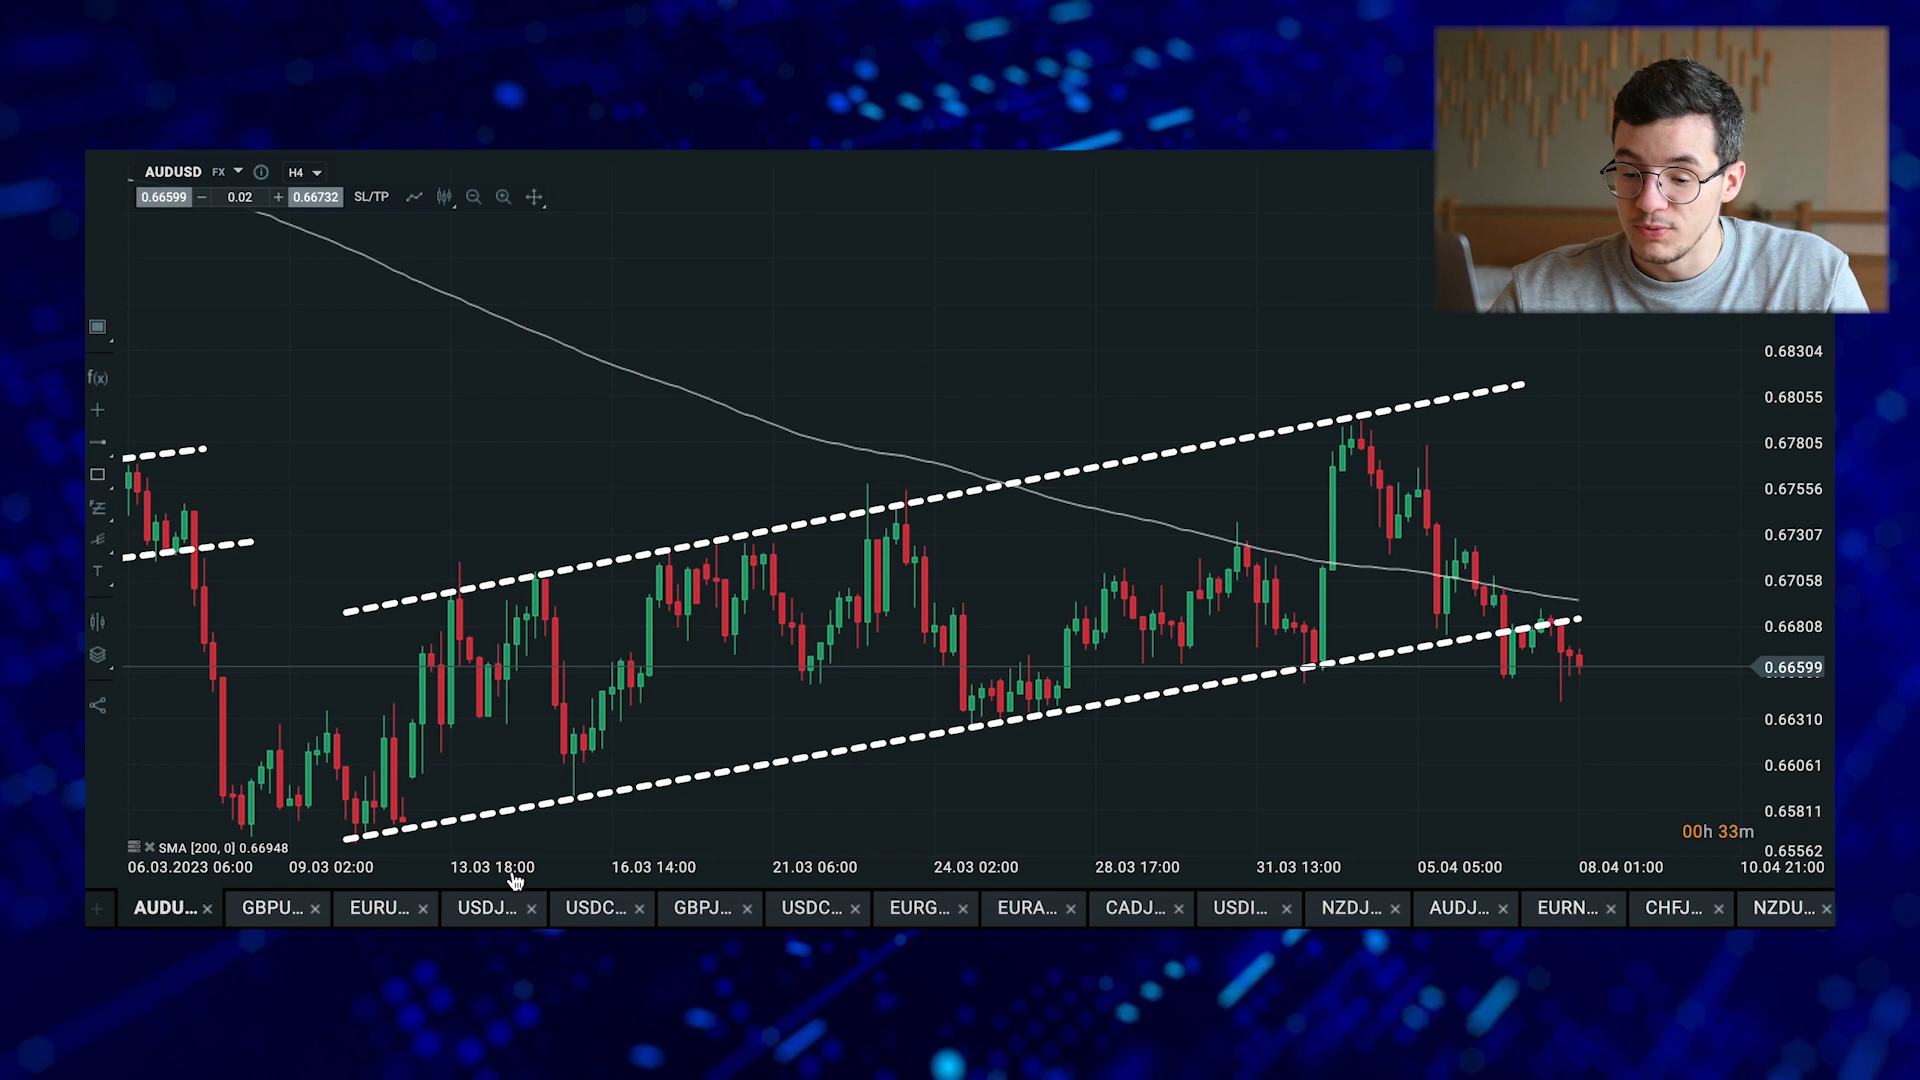 AUDUSD FX H4
0.66599 − 0.02 + 0.66732 SL/TP
f(x)
T
0.68304
0.68055
0.67805
0.67556
0.67307
0.67058
0.66808
0.66599
0.66310
0.66061
0.65811
0.65562
00h 33m
SMA [200, 0] 0.66948
06.03.2023 06:00 09.03 02:00 13.03 18:00 16.03 14:00 21.03 06:00 24.03 02:00 28.03 17:00 31.03 13:00 05.04 05:00 08.04 01:00 10.04 21:00
AUDU... GBPU... EURU... USDJ... USDC... GBPJ... USDC... EURG... EURA... CADJ... USDI... NZDJ... AUDJ... EURN... CHFJ... NZDU...